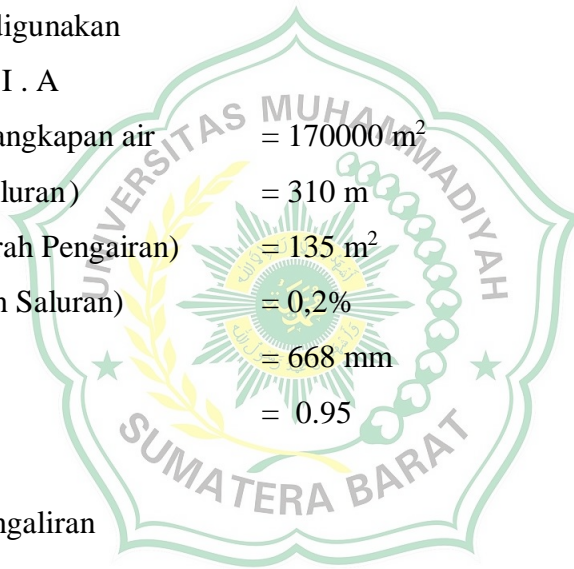 digunakan
I . A
angkapan air = 170000 m²
luran) = 310 m
rah Pengairan) = 135 m²
n Saluran) = 0,2%
= 668 mm
= 0.95
ngaliran
UNIVERSITAS MUHAMMADIYAH
SUMATERA BARAT